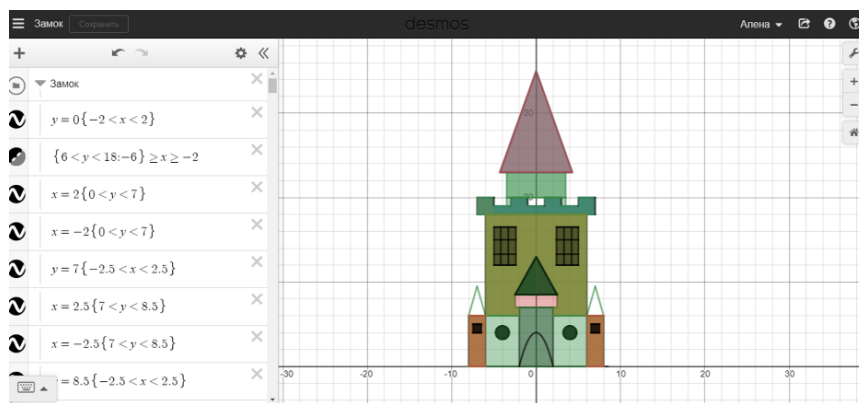 Замок Сохранить desmos Алена
Замок
y = 0{-2 < x < 2}
{6 < y < 18:-6} ≥ x ≥ -2
x = 2{0 < y < 7}
x = -2{0 < y < 7}
y = 7{-2.5 < x < 2.5}
x = 2.5{7 < y < 8.5}
x = -2.5{7 < y < 8.5}
= 8.5{-2.5 < x < 2.5}
30
20
-30 -20 -10 0 10 20 30